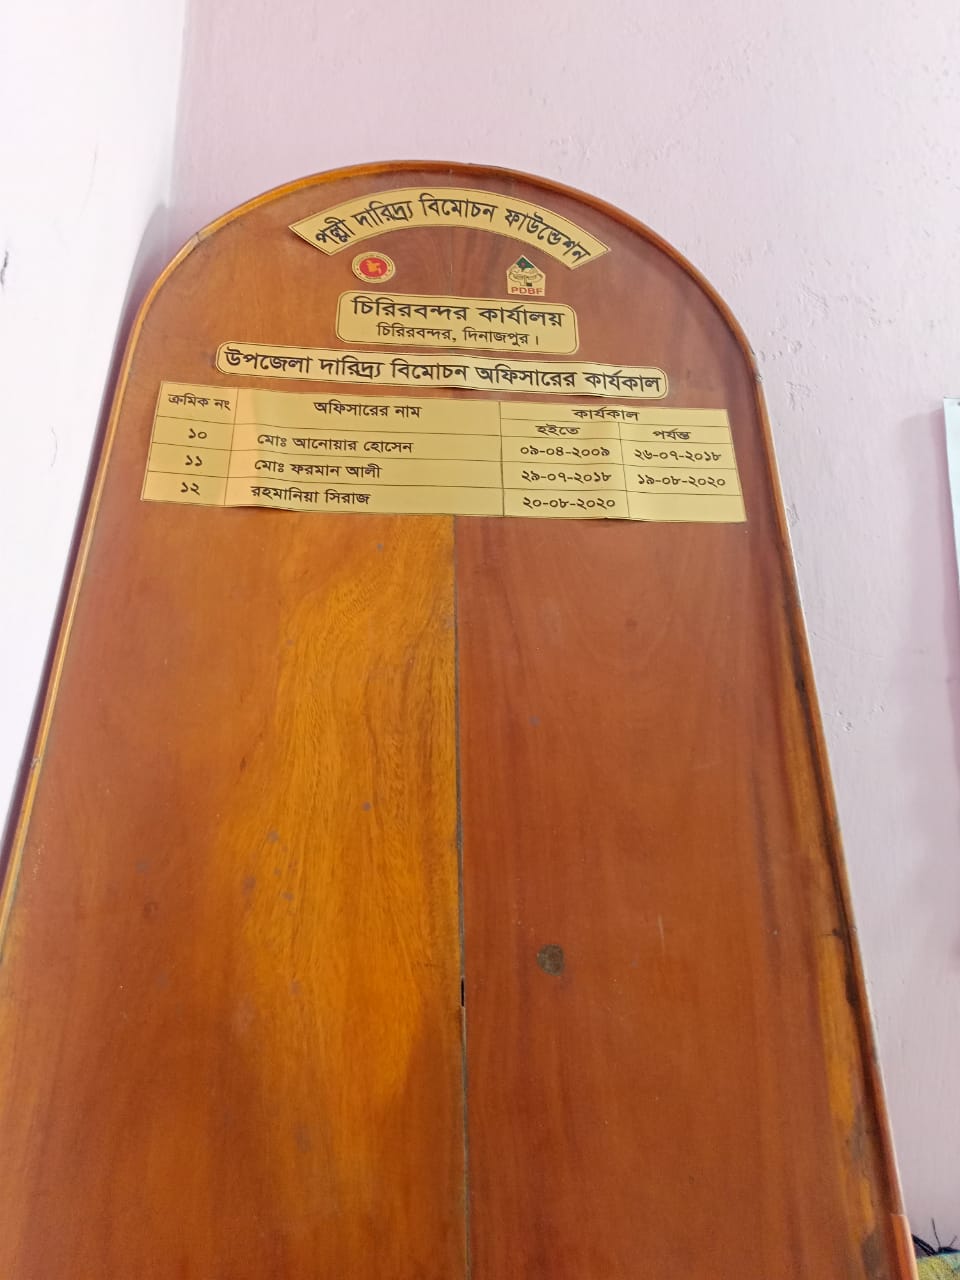 পল্লী দারিদ্র্য বিমোচন ফাউন্ডেশন
PDBF
চিরিরবন্দর কার্যালয়
চিরিরবন্দর, দিনাজপুর।
উপজেলা দারিদ্র্য বিমোচন অফিসারের কার্যকাল
ক্রমিক নং অফিসারের নাম কার্যকাল
হইতে পর্যন্ত
১০ মোঃ আনোয়ার হোসেন ০৯-০৪-২০০৯ ২৬-০৭-২০১৮
১১ মোঃ ফরমান আলী ২৯-০৭-২০১৮ ১৯-০৮-২০২০
১২ রহমানিয়া সিরাজ ২০-০৮-২০২০